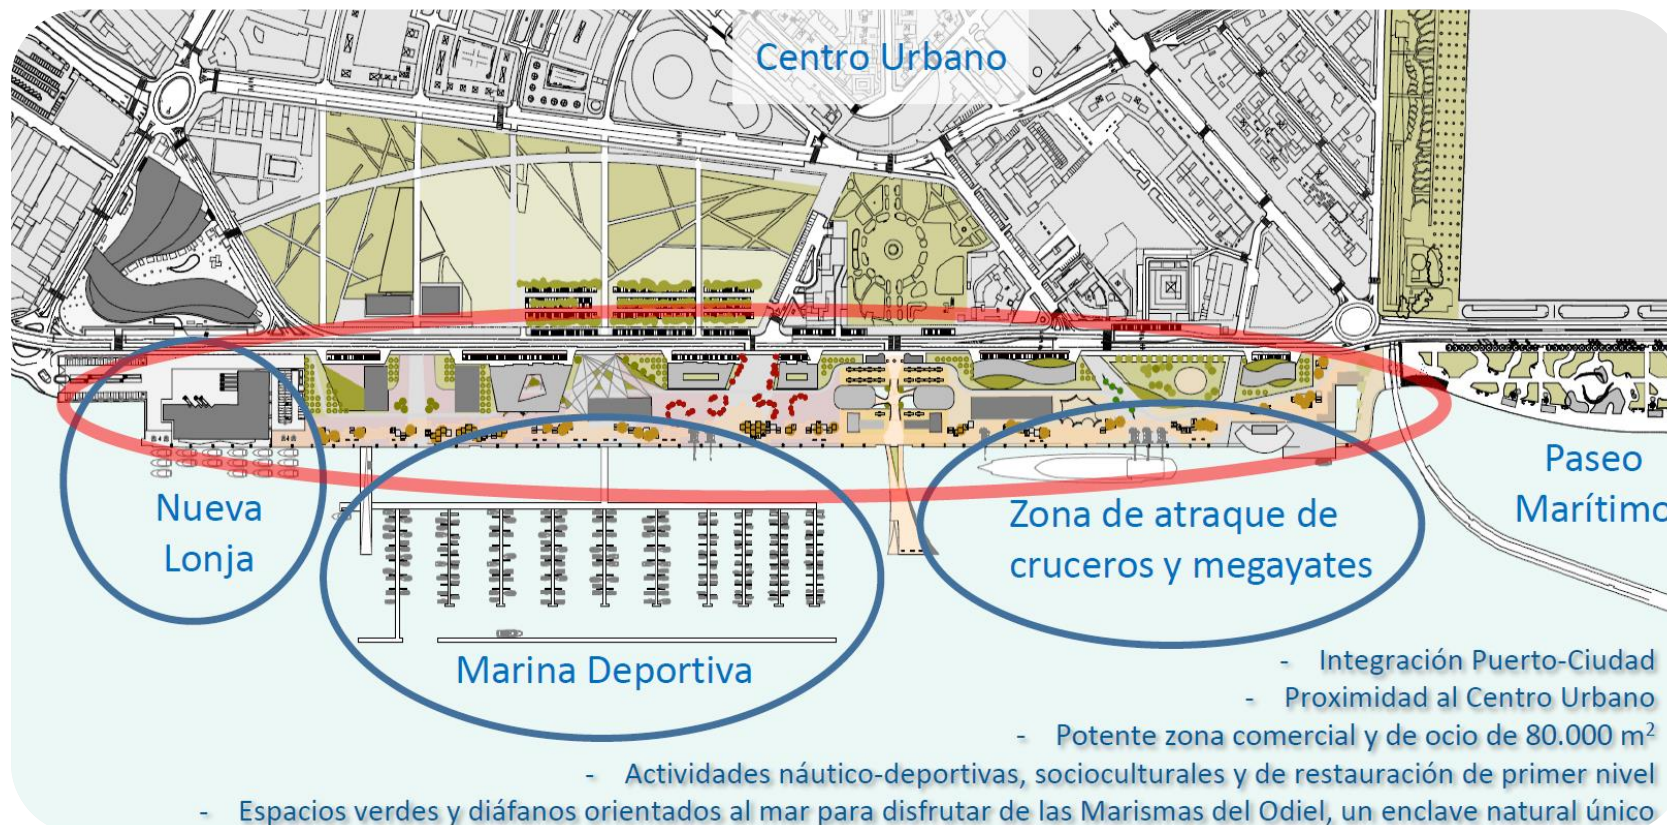 Centro Urbano
Nueva
Lonja
Marina Deportiva
Zona de atraque de
cruceros y megayates
Paseo
Marítimo
- Integración Puerto-Ciudad
- Proximidad al Centro Urbano
- Potente zona comercial y de ocio de 80.000 m²
- Actividades náutico-deportivas, socioculturales y de restauración de primer nivel
- Espacios verdes y diáfanos orientados al mar para disfrutar de las Marismas del Odiel, un enclave natural único